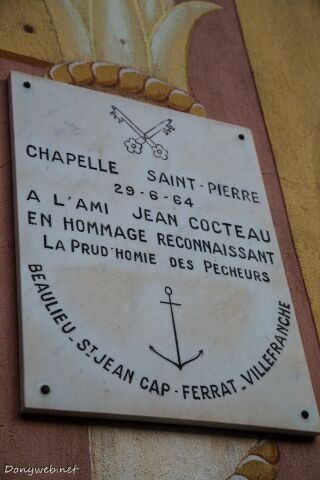 CHAPELLE SAINT-PIERRE
29-6-64
A L'AMI JEAN COCTEAU
EN HOMMAGE RECONNAISSANT
LA PRUD'HOMIE DES PECHEURS
BEAULIEU-ST JEAN CAP-FERRAT-VILLEFRANCHE
Donyweb.net